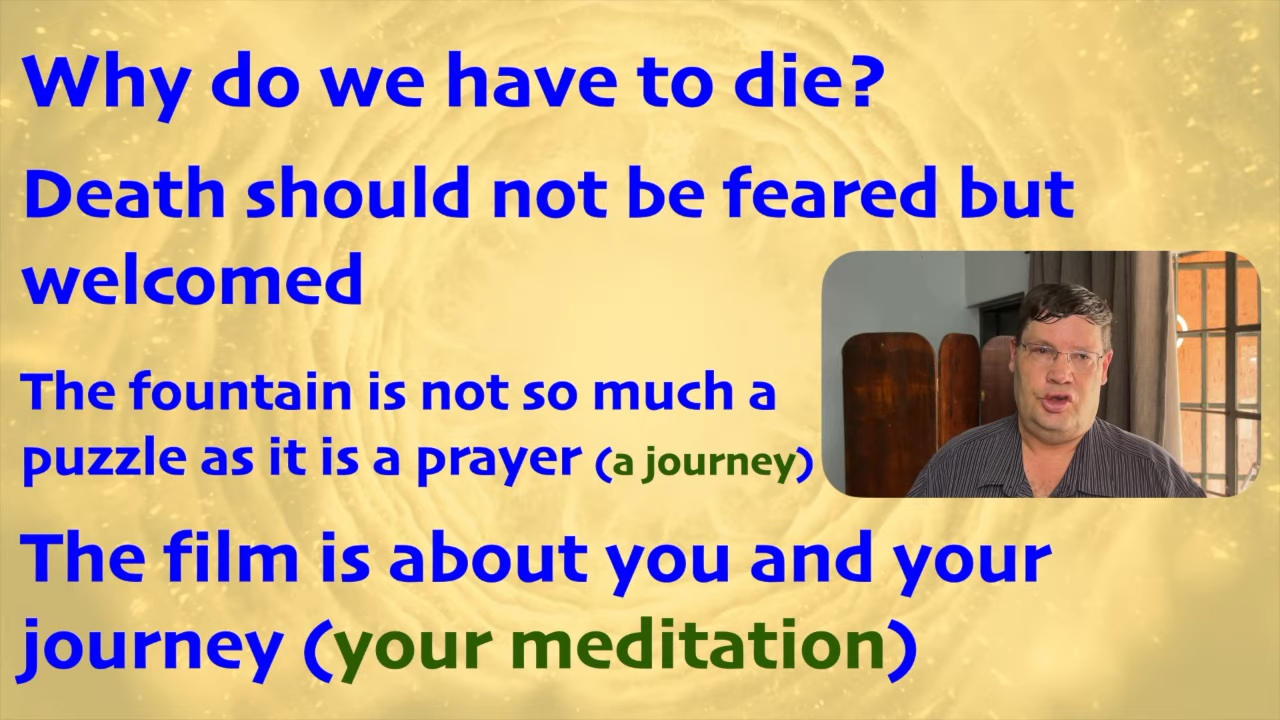 Why do we have to die?
Death should not be feared but
welcomed
The fountain is not so much a
puzzle as it is a prayer (a journey)
The film is about you and your
journey (your meditation)